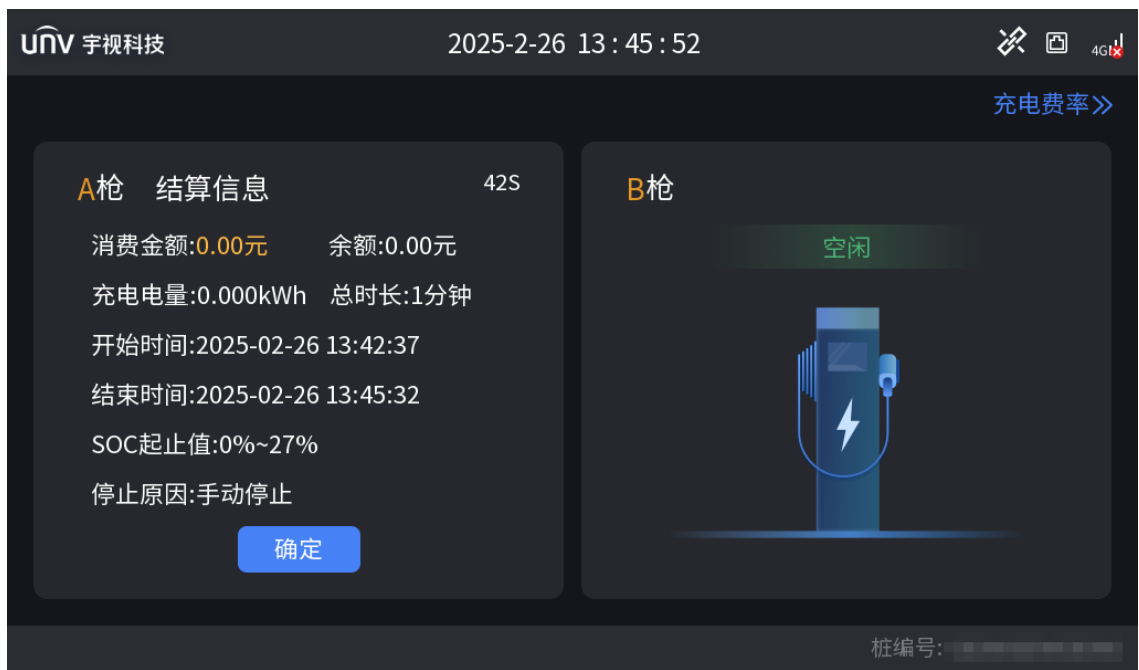 UNV 宇视科技
2025-2-26 13:45:52
4G
充电费率
A枪 结算信息 42S
消费金额:0.00元 余额:0.00元
充电电量:0.000kWh 总时长:1分钟
开始时间:2025-02-26 13:42:37
结束时间:2025-02-26 13:45:32
SOC起止值:0%~27%
停止原因:手动停止
确定
B枪
空闲
桩编号: